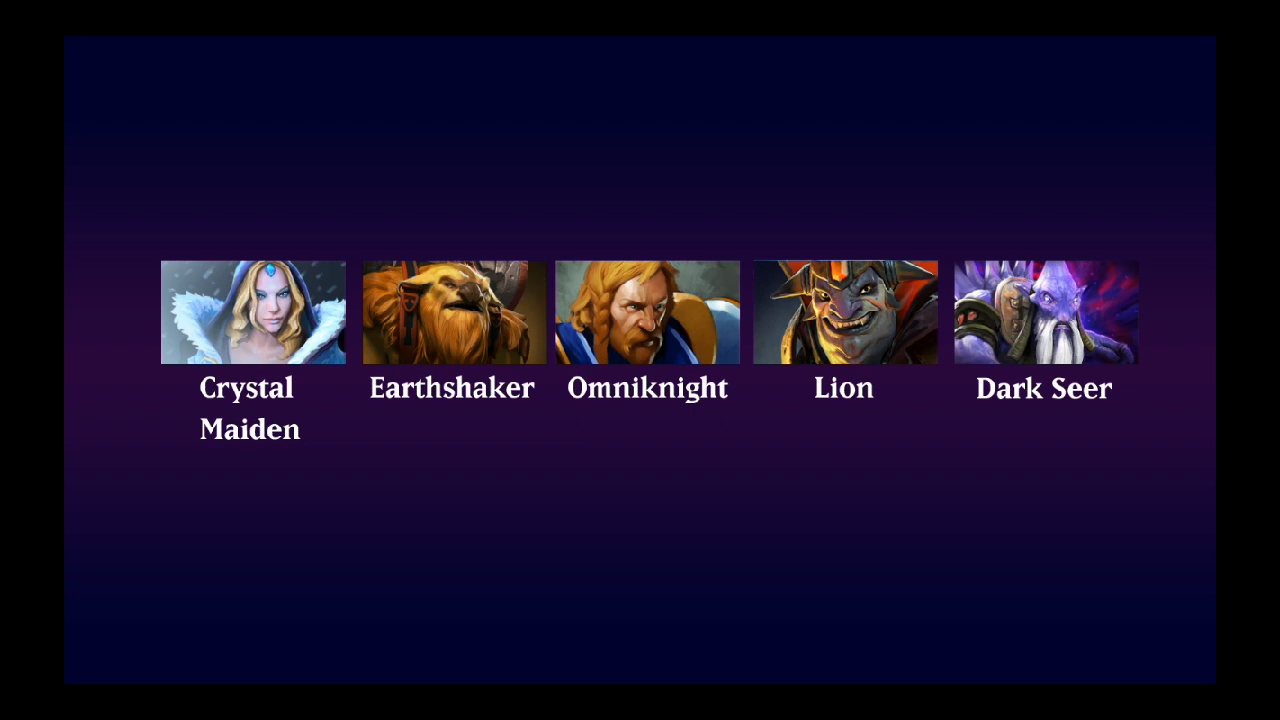 Crystal
Maiden
Earthshaker
Omniknight
Lion
Dark Seer